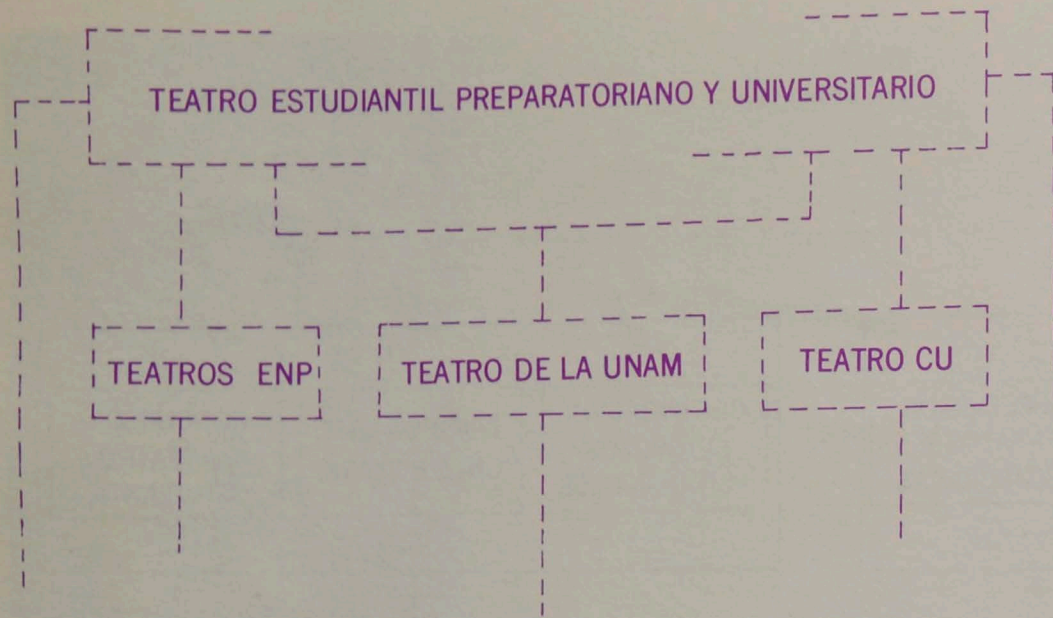 TEATRO ESTUDIANTIL PREPARATORIANO Y UNIVERSITARIO
TEATROS ENP
TEATRO DE LA UNAM
TEATRO CU